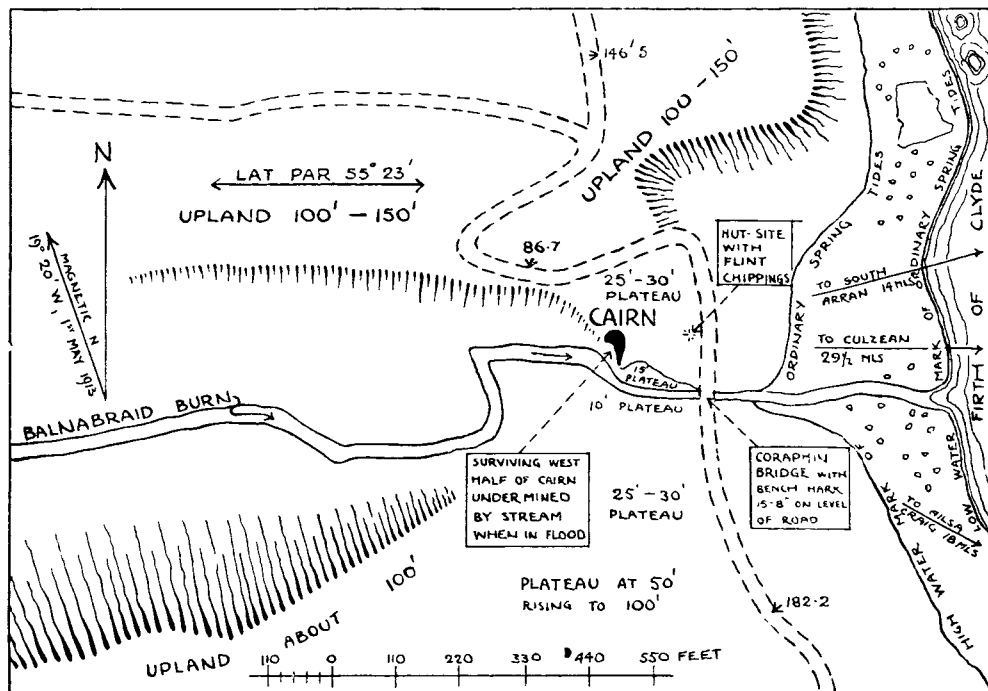 146'5
UPLAND 100'-150'
N
LAT PAR 55° 23'
UPLAND 100'-150'
MAGNETIC N
19° 20' W, 1ST MAY 1913
86.7
HUT-SITE
WITH
FLINT
CHIPPINGS
25'-30'
PLATEAU
CAIRN
15'
PLATEAU
10' PLATEAU
BALNABRAID BURN
ORDINARY SPRING TIDES
TO SOUTH
ARRAN 14 MLS
TO CULZEAN
29½ MLS
LOW WATER MARK OF ORDINARY SPRING TIDES
FIRTH OF CLYDE
SURVIVING WEST
HALF OF CAIRN
UNDERMINED
BY STREAM
WHEN IN FLOOD
25'-30'
PLATEAU
CORAPHIN
BRIDGE WITH
BENCH MARK
15.8" ON LEVEL
OF ROAD
TO AILSA
CRAIG 18 MLS
HIGH WATER MARK OF
PLATEAU AT 50'
RISING TO 100'
182.2
UPLAND ABOUT 100'
110 0 110 220 330 440 550 FEET